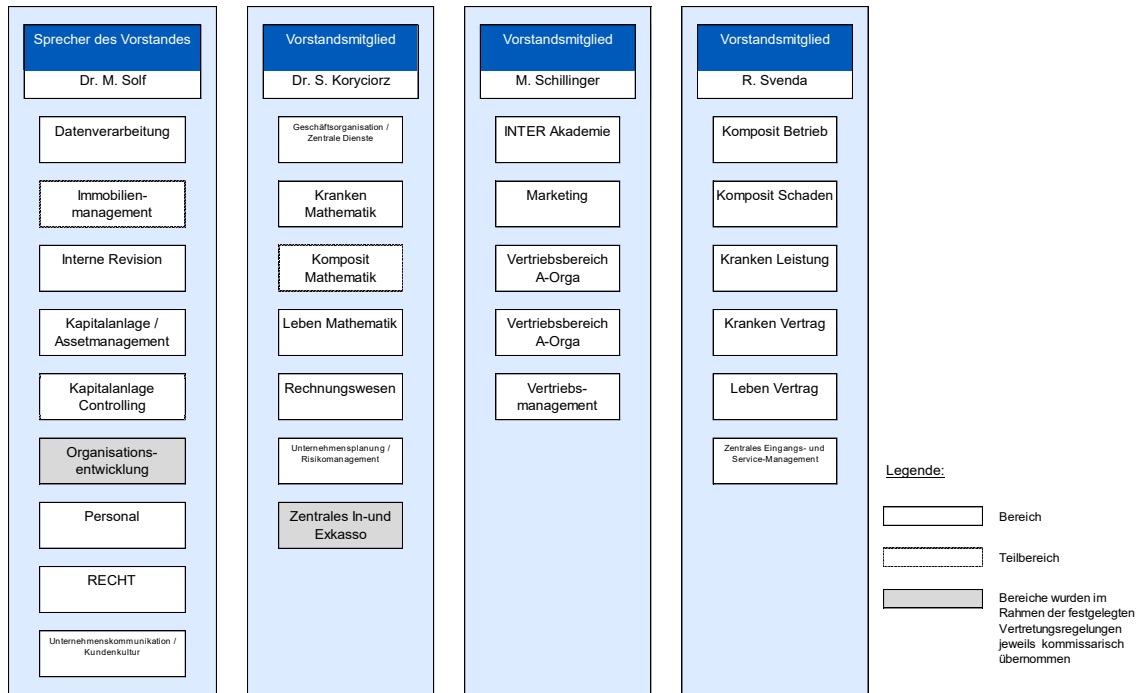 Sprecher des Vorstandes
Dr. M. Solf
Datenverarbeitung
Immobilien-
management
Interne Revision
Kapitalanlage /
Assetmanagement
Kapitalanlage
Controlling
Organisations-
entwicklung
Personal
RECHT
Unternehmenskommunikation /
Kundenkultur
Vorstandsmitglied
Dr. S. Koryciorz
Geschäftsorganisation /
Zentrale Dienste
Kranken
Mathematik
Komposit
Mathematik
Leben Mathematik
Rechnungswesen
Unternehmensplanung /
Risikomanagement
Zentrales In-und
Exkasso
Vorstandsmitglied
M. Schillinger
INTER Akademie
Marketing
Vertriebsbereich
A-Orga
Vertriebsbereich
A-Orga
Vertriebs-
management
Vorstandsmitglied
R. Svenda
Komposit Betrieb
Komposit Schaden
Kranken Leistung
Kranken Vertrag
Leben Vertrag
Zentrales Eingangs- und
Service-Management
Legende:
Bereich
Teilbereich
Bereiche wurden im
Rahmen der festgelegten
Vertretungsregelungen
jeweils kommissarisch
übernommen